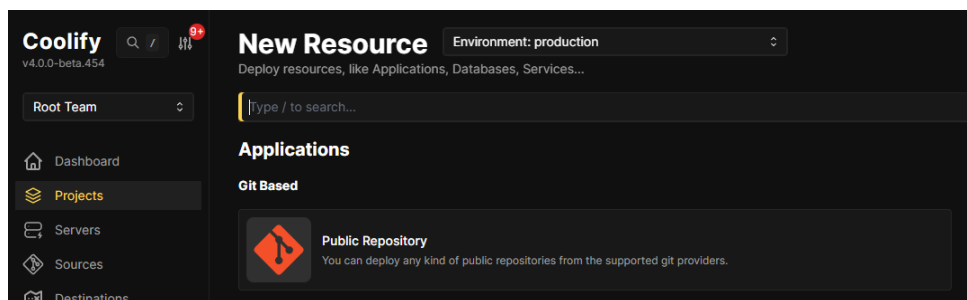 Coolify
v4.0.0-beta.454
/
9+
Root Team
Dashboard
Projects
Servers
Sources
Destinations
New Resource
Environment: production
Deploy resources, like Applications, Databases, Services...
Type / to search...
Applications
Git Based
Public Repository
You can deploy any kind of public repositories from the supported git providers.